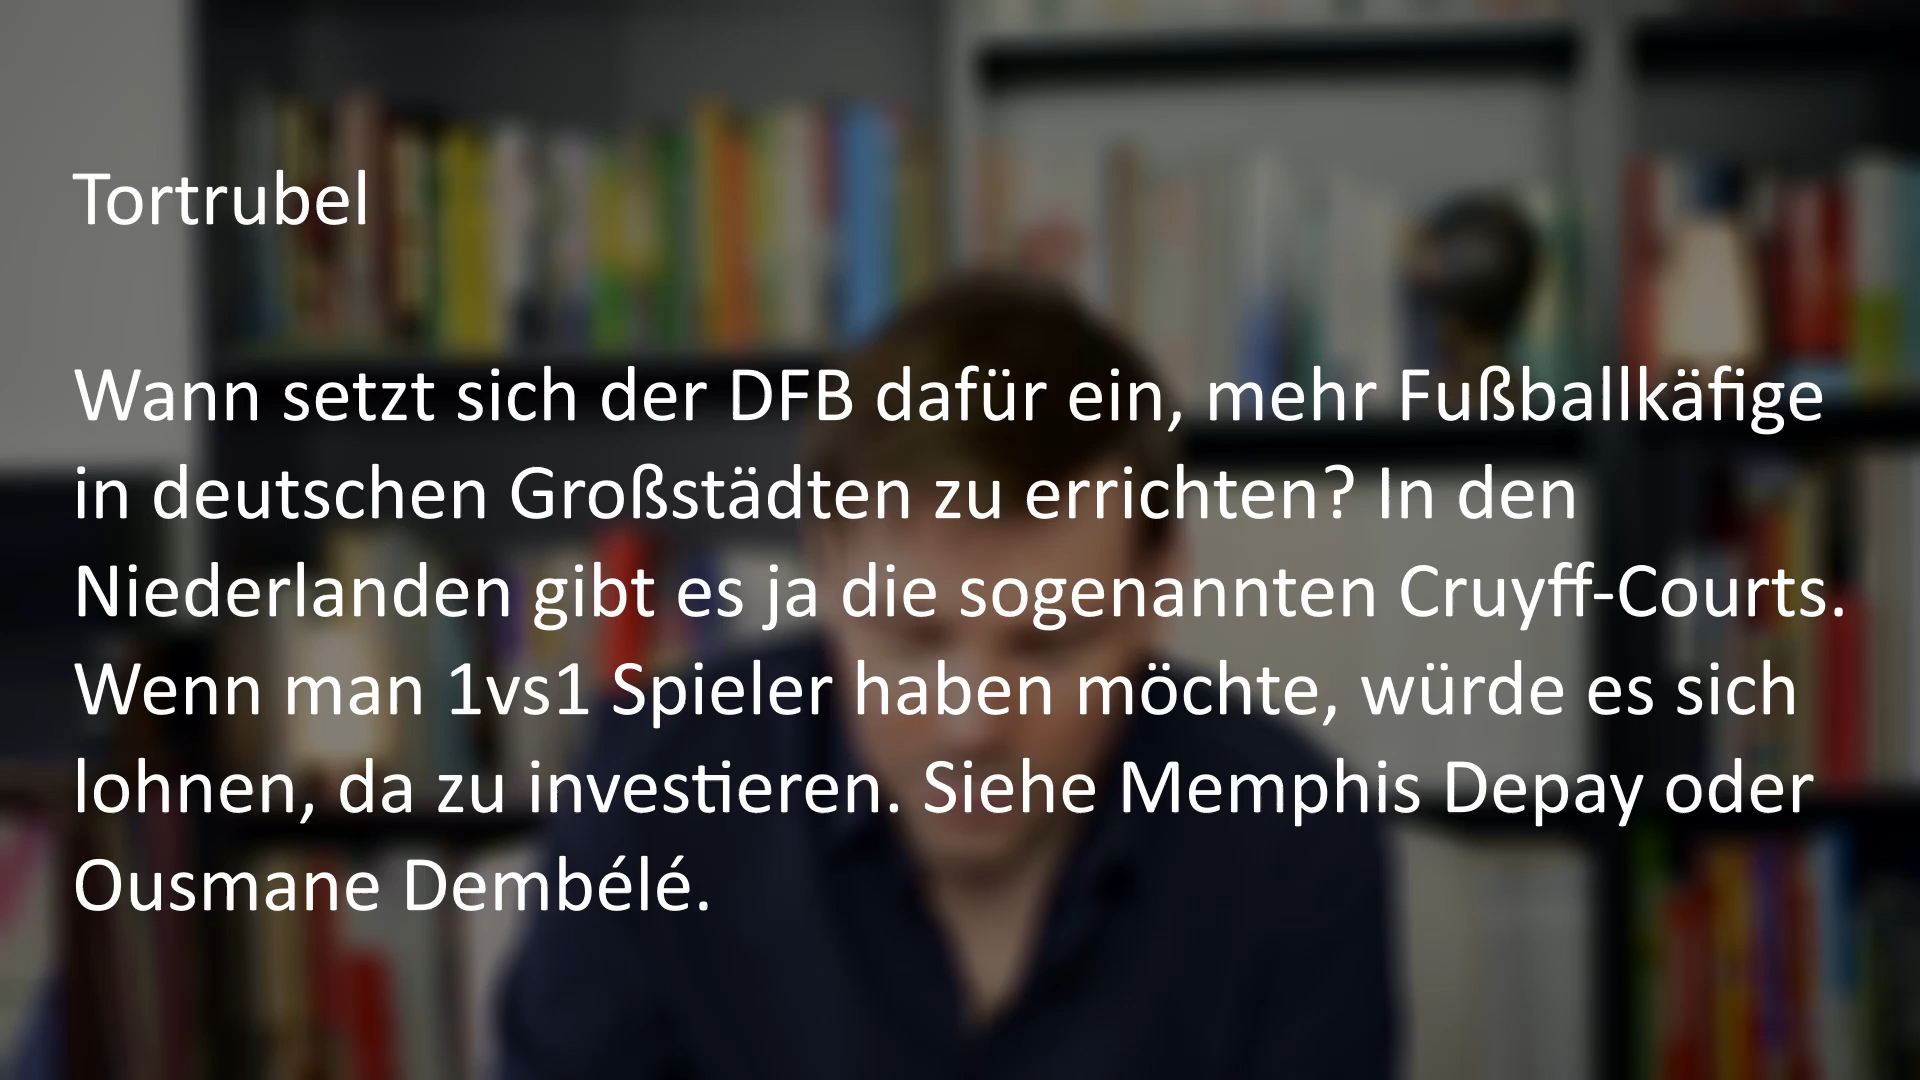 Tortrubel
Wann setzt sich der DFB dafür ein, mehr Fußballkäfige
in deutschen Großstädten zu errichten? In den
Niederlanden gibt es ja die sogenannten Cruyff-Courts.
Wenn man 1vs1 Spieler haben möchte, würde es sich
lohnen, da zu investieren. Siehe Memphis Depay oder
Ousmane Dembélé.